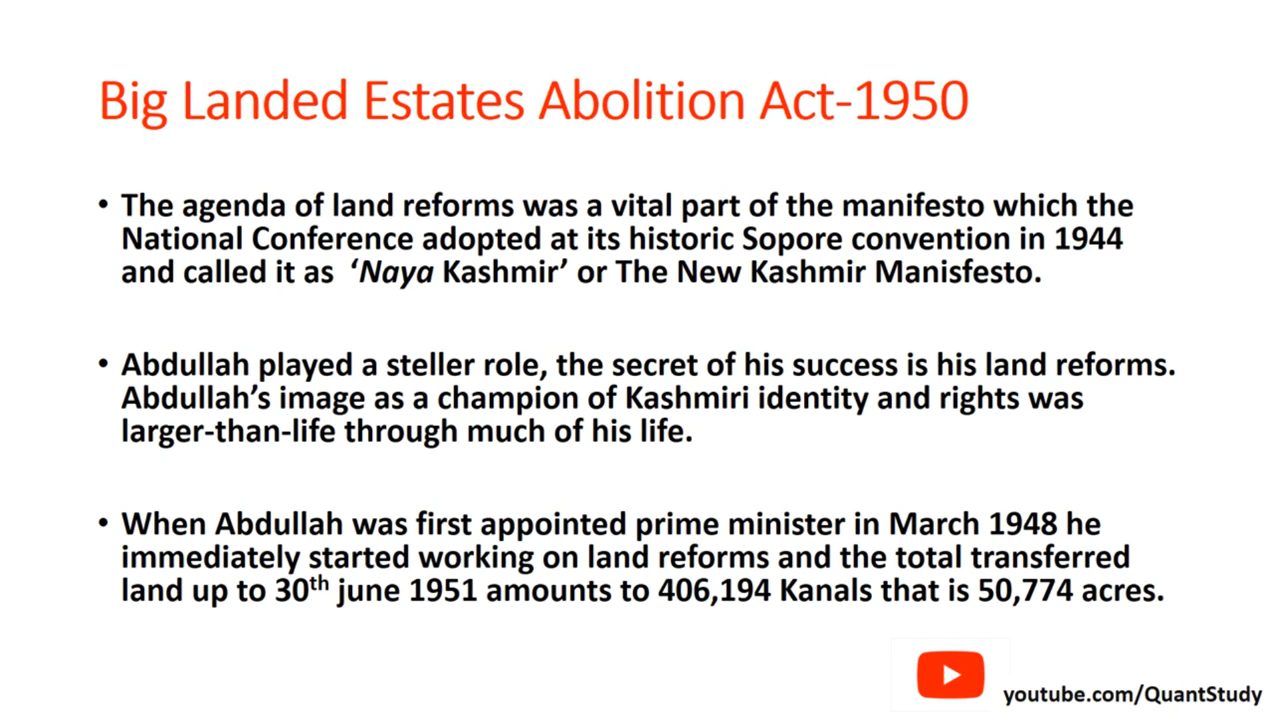 Big Landed Estates Abolition Act-1950
• The agenda of land reforms was a vital part of the manifesto which the
National Conference adopted at its historic Sopore convention in 1944
and called it as ‘Naya Kashmir’ or The New Kashmir Manisfesto.
• Abdullah played a steller role, the secret of his success is his land reforms.
Abdullah’s image as a champion of Kashmiri identity and rights was
larger-than-life through much of his life.
• When Abdullah was first appointed prime minister in March 1948 he
immediately started working on land reforms and the total transferred
land up to 30th june 1951 amounts to 406,194 Kanals that is 50,774 acres.
youtube.com/QuantStudy